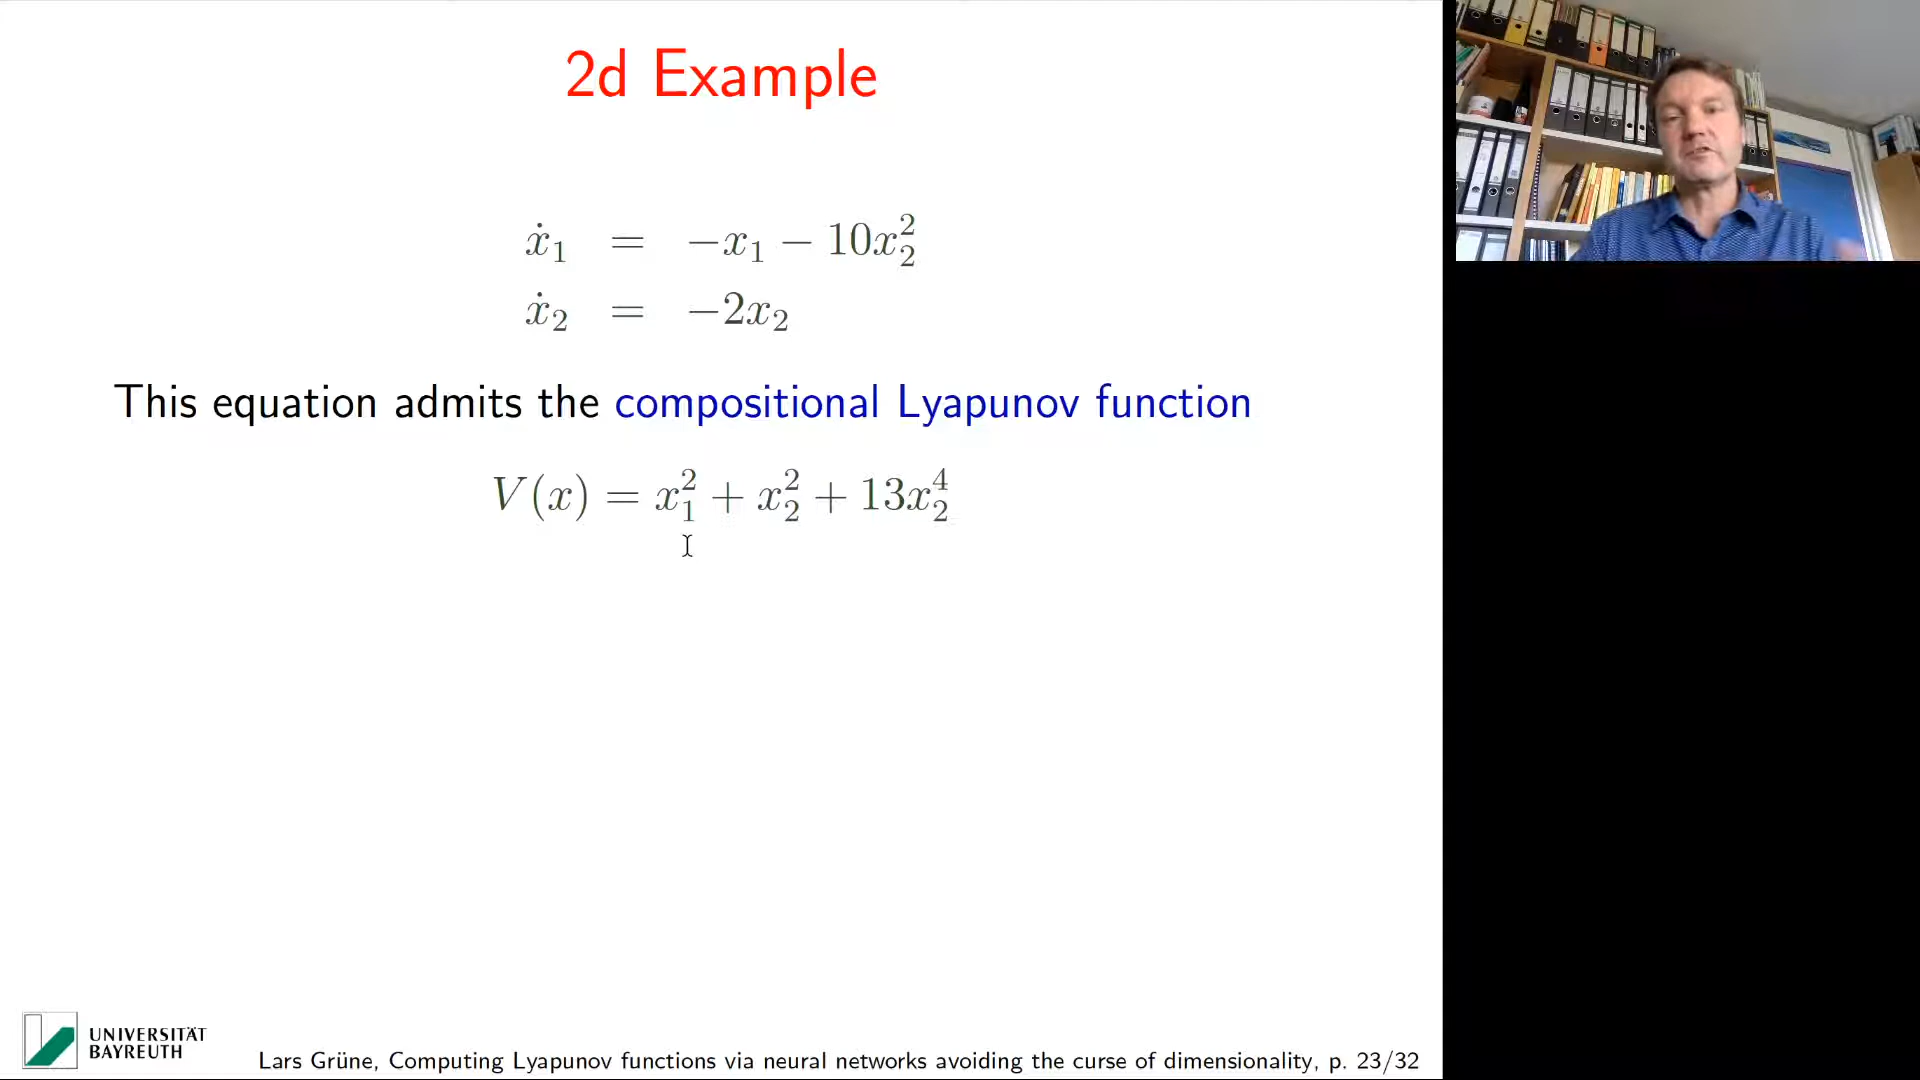 2d Example
ẋ₁ = −x₁ − 10x₂²
ẋ₂ = −2x₂
This equation admits the compositional Lyapunov function
V(x) = x₁² + x₂² + 13x₂⁴
UNIVERSITÄT
BAYREUTH
Lars Grüne, Computing Lyapunov functions via neural networks avoiding the curse of dimensionality, p. 23/32